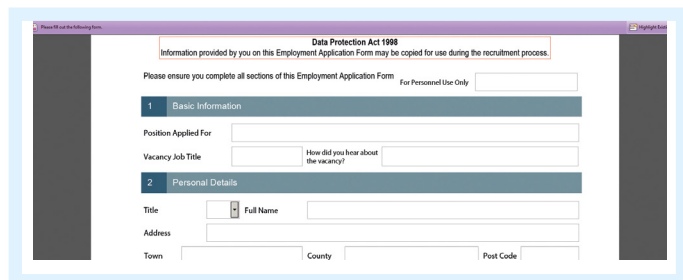 Please fill out the following form.
Highlight Existi
Data Protection Act 1998
Information provided by you on this Employment Application Form may be copied for use during the recruitment process.
Please ensure you complete all sections of this Employment Application Form
For Personnel Use Only
1 Basic Information
Position Applied For
Vacancy Job Title
How did you hear about
the vacancy?
2 Personal Details
Title
Full Name
Address
Town
County
Post Code